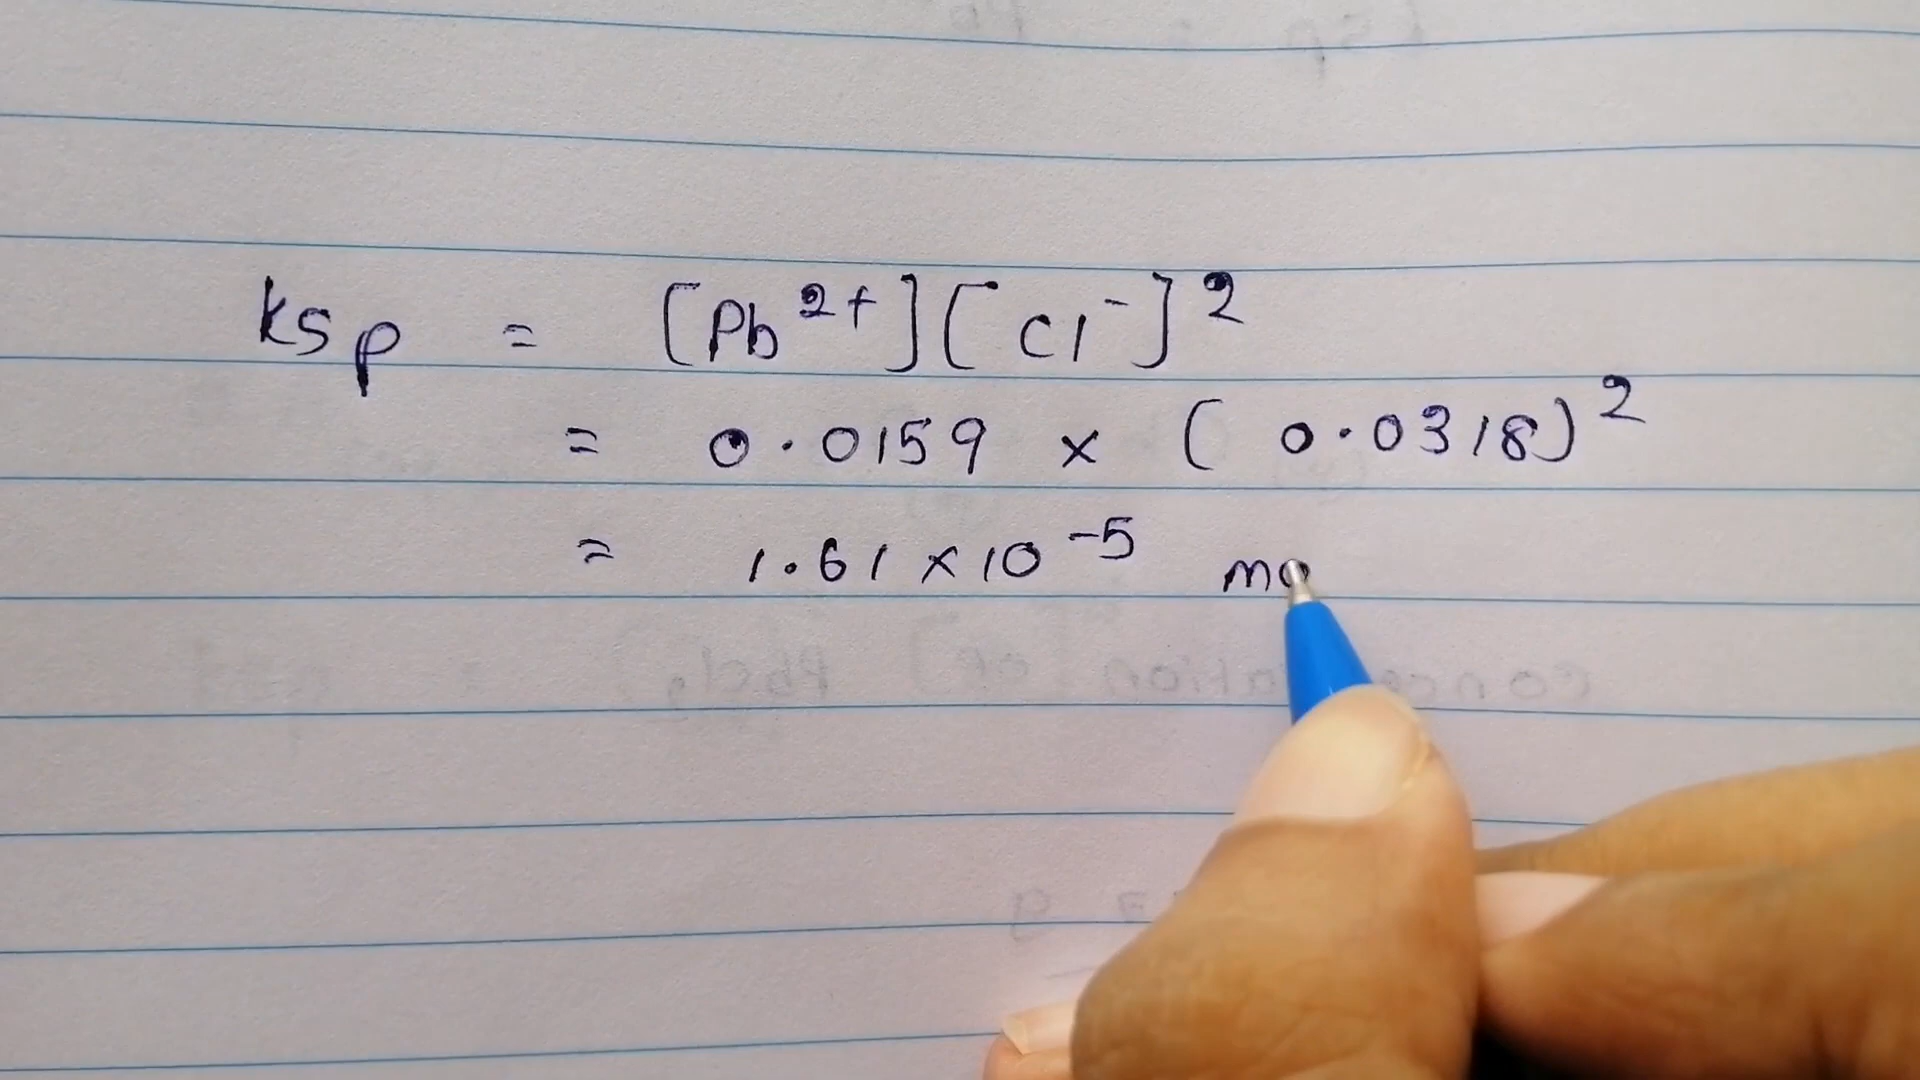 ksp = [Pb²⁺][Cl⁻]²
= 0.0159 × (0.0318)²
= 1.61 × 10⁻⁵ mo